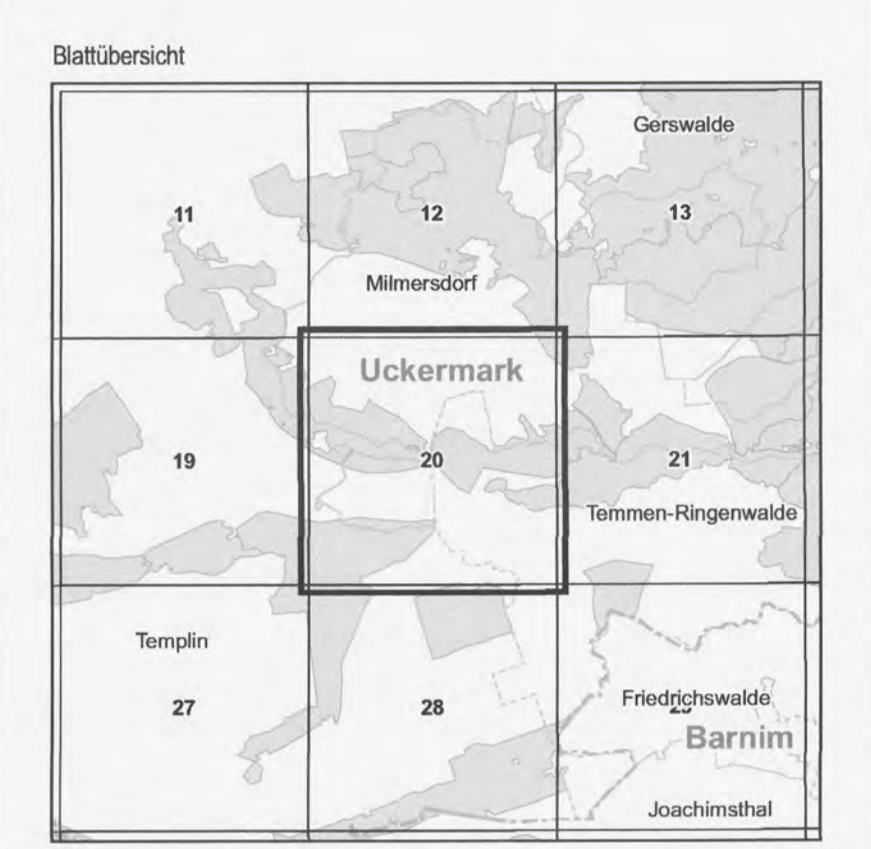 Blattübersicht
Gerswalde
11
12
13
Milmersdorf
Uckermark
19
20
21
Temmen-Ringenwalde
Templin
27
28
Friedrichswalde
Barnim
Joachimsthal